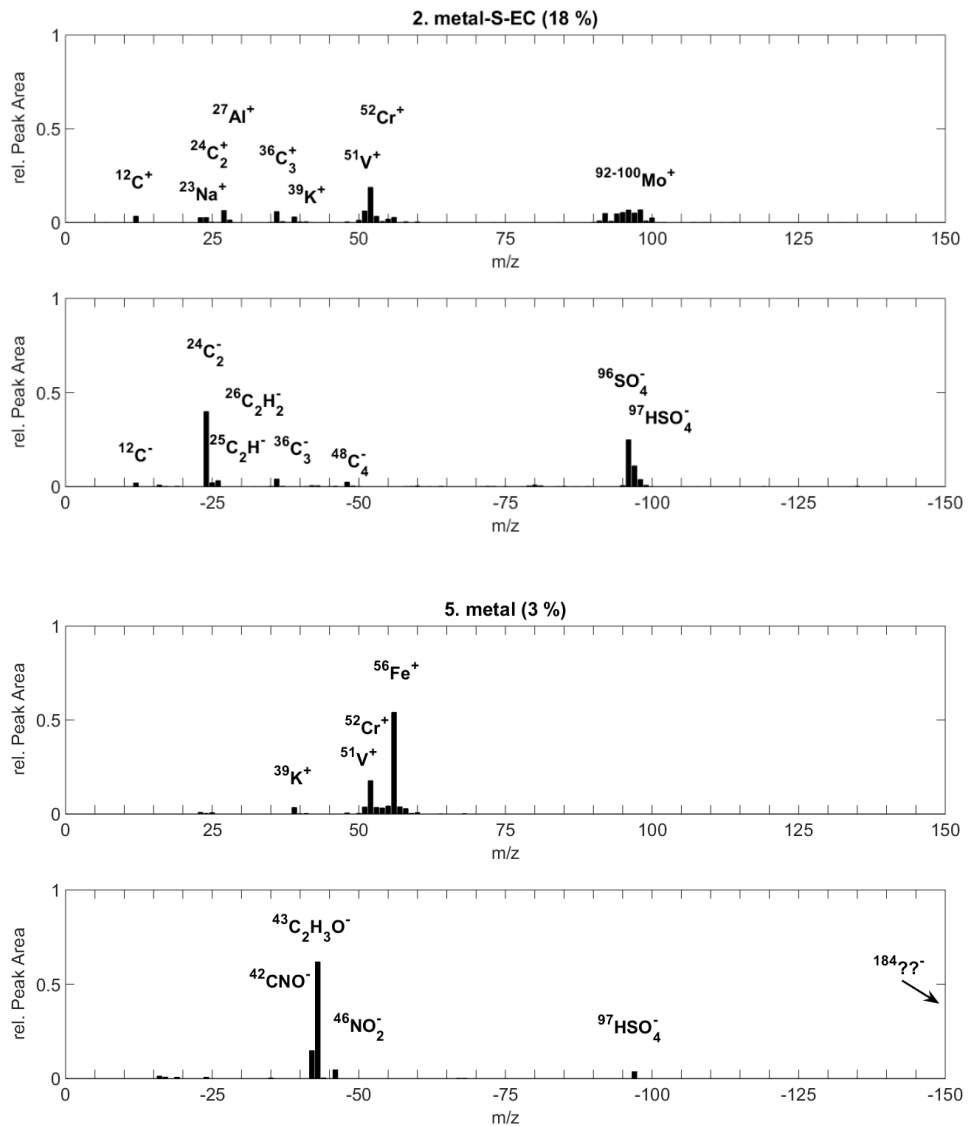 2. metal-S-EC (18 %)
rel. Peak Area
1
0.5
0
¹²C⁺
²³Na⁺
²⁴C₂⁺
²⁷Al⁺
³⁶C₃⁺
³⁹K⁺
⁵¹V⁺
⁵²Cr⁺
⁹²⁻¹⁰⁰Mo⁺
0 25 50 75 100 125 150
m/z
rel. Peak Area
1
0.5
0
¹²C⁻
²⁴C₂⁻
²⁶C₂H₂⁻
²⁵C₂H⁻
³⁶C₃⁻
⁴⁸C₄⁻
⁹⁶SO₄⁻
⁹⁷HSO₄⁻
0 -25 -50 -75 -100 -125 -150
m/z
5. metal (3 %)
rel. Peak Area
1
0.5
0
³⁹K⁺
⁵¹V⁺
⁵²Cr⁺
⁵⁶Fe⁺
0 25 50 75 100 125 150
m/z
rel. Peak Area
1
0.5
0
⁴³C₂H₃O⁻
⁴²CNO⁻
⁴⁶NO₂⁻
⁹⁷HSO₄⁻
¹⁸⁴??⁻
0 -25 -50 -75 -100 -125 -150
m/z